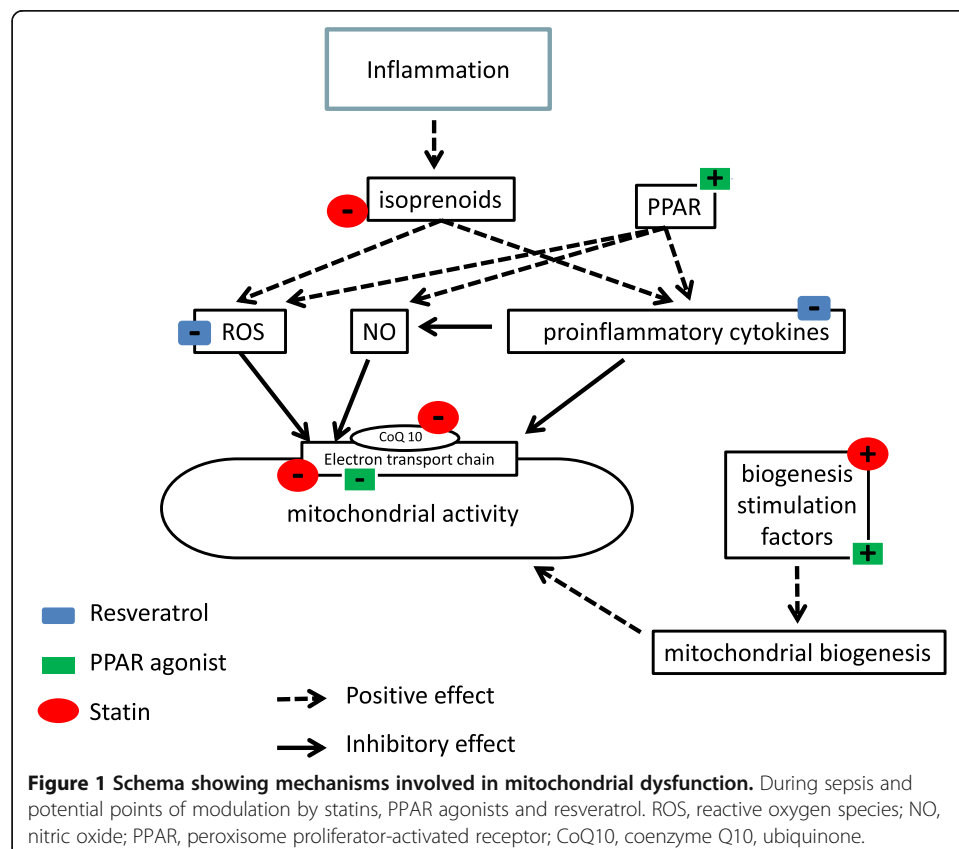 Inflammation
isoprenoids
-
PPAR
+
-
ROS
NO
proinflammatory cytokines
-
CoQ 10
-
Electron transport chain
-
-
mitochondrial activity
biogenesis
stimulation
factors
+
+
mitochondrial biogenesis
Resveratrol
PPAR agonist
Statin
Positive effect
Inhibitory effect
Figure 1 Schema showing mechanisms involved in mitochondrial dysfunction. During sepsis and
potential points of modulation by statins, PPAR agonists and resveratrol. ROS, reactive oxygen species; NO,
nitric oxide; PPAR, peroxisome proliferator-activated receptor; CoQ10, coenzyme Q10, ubiquinone.